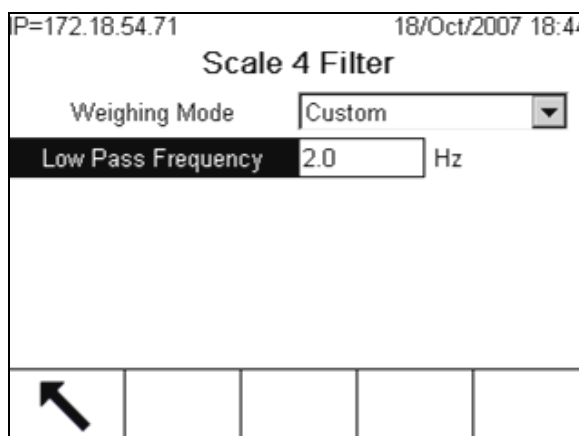 IP=172.18.54.71 18/Oct/2007 18:44
Scale 4 Filter
Weighing Mode Custom
Low Pass Frequency 2.0 Hz